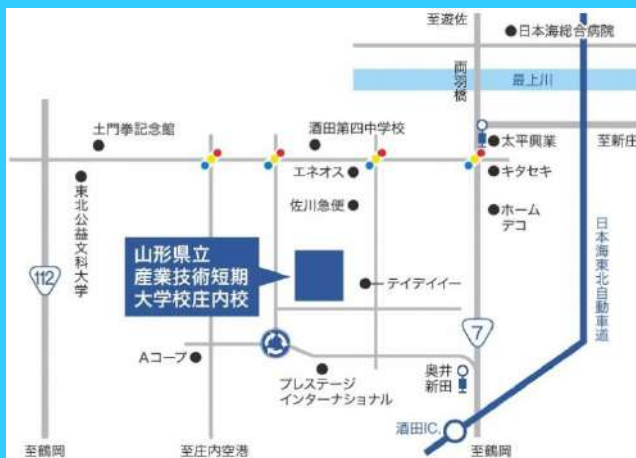 至遊佐
日本海総合病院
両羽橋
最上川
土門拳記念館
酒田第四中学校
太平興業
至新庄
エネオス
キタセキ
東北公益文科大学
佐川急便
ホーム
デコ
山形県立
産業技術短期
大学校庄内校
112
テイデイイー
日本海東北自動車道
7
Aコープ
プレステージ
インターナショナル
奥井
新田
酒田IC.
至鶴岡
至庄内空港
至鶴岡